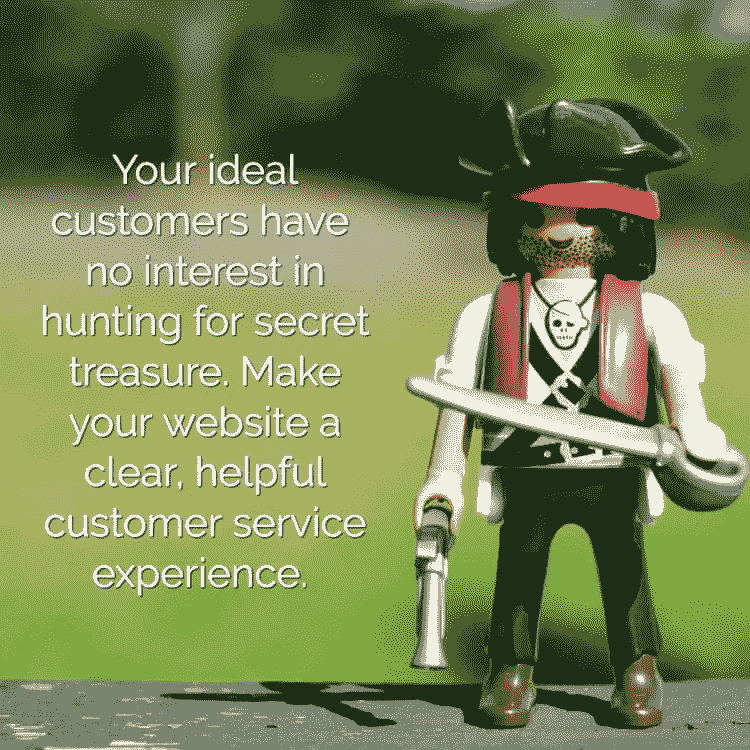 Your ideal
customers have
no interest in
hunting for secret
treasure. Make
your website a
clear, helpful
customer service
experience.